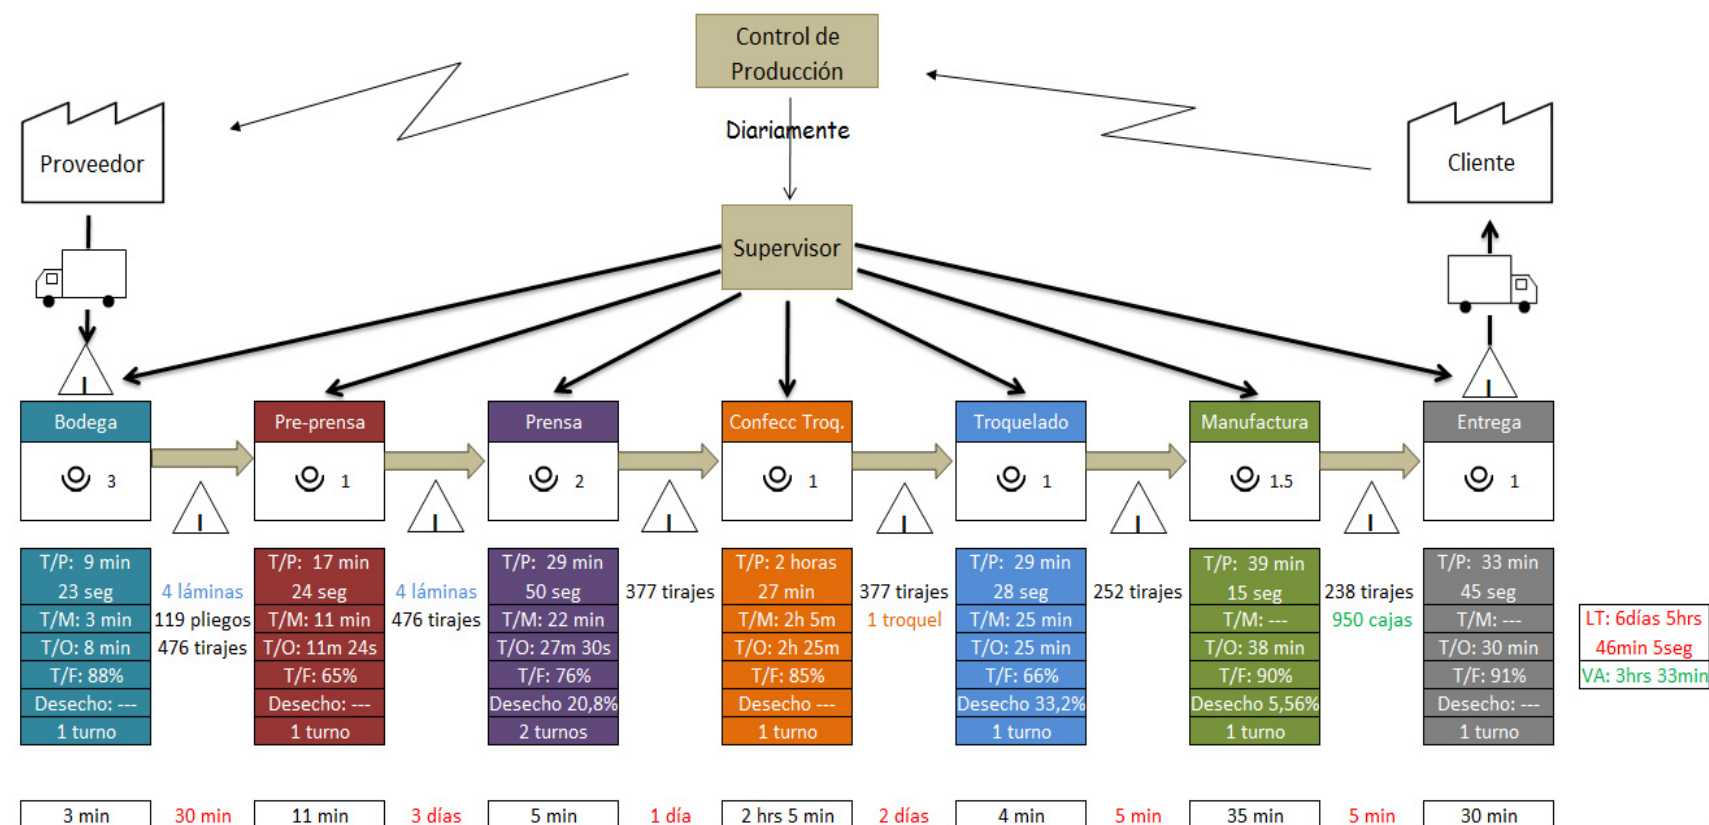 Control de
Producción
Diariamente
Proveedor
Cliente
Supervisor
I
I
Bodega
Pre-prensa
Prensa
Confecc Troq.
Troquelado
Manufactura
Entrega
3
1
2
1
1
1.5
1
I
I
I
I
I
I
T/P: 9 min
23 seg
T/M: 3 min
T/O: 8 min
T/F: 88%
Desecho: ---
1 turno
4 láminas
119 pliegos
476 tirajes
T/P: 17 min
24 seg
T/M: 11 min
T/O: 11m 24s
T/F: 65%
Desecho: ---
1 turno
4 láminas
476 tirajes
T/P: 29 min
50 seg
T/M: 22 min
T/O: 27m 30s
T/F: 76%
Desecho 20,8%
2 turnos
377 tirajes
T/P: 2 horas
27 min
T/M: 2h 5m
T/O: 2h 25m
T/F: 85%
Desecho ---
1 turno
377 tirajes
1 troquel
T/P: 29 min
28 seg
T/M: 25 min
T/O: 25 min
T/F: 66%
Desecho 33,2%
1 turno
252 tirajes
T/P: 39 min
15 seg
T/M: ---
T/O: 38 min
T/F: 90%
Desecho 5,56%
1 turno
238 tirajes
950 cajas
T/P: 33 min
45 seg
T/M: ---
T/O: 30 min
T/F: 91%
Desecho: ---
1 turno
LT: 6días 5hrs
46min 5seg
VA: 3hrs 33min
3 min
30 min
11 min
3 días
5 min
1 día
2 hrs 5 min
2 días
4 min
5 min
35 min
5 min
30 min